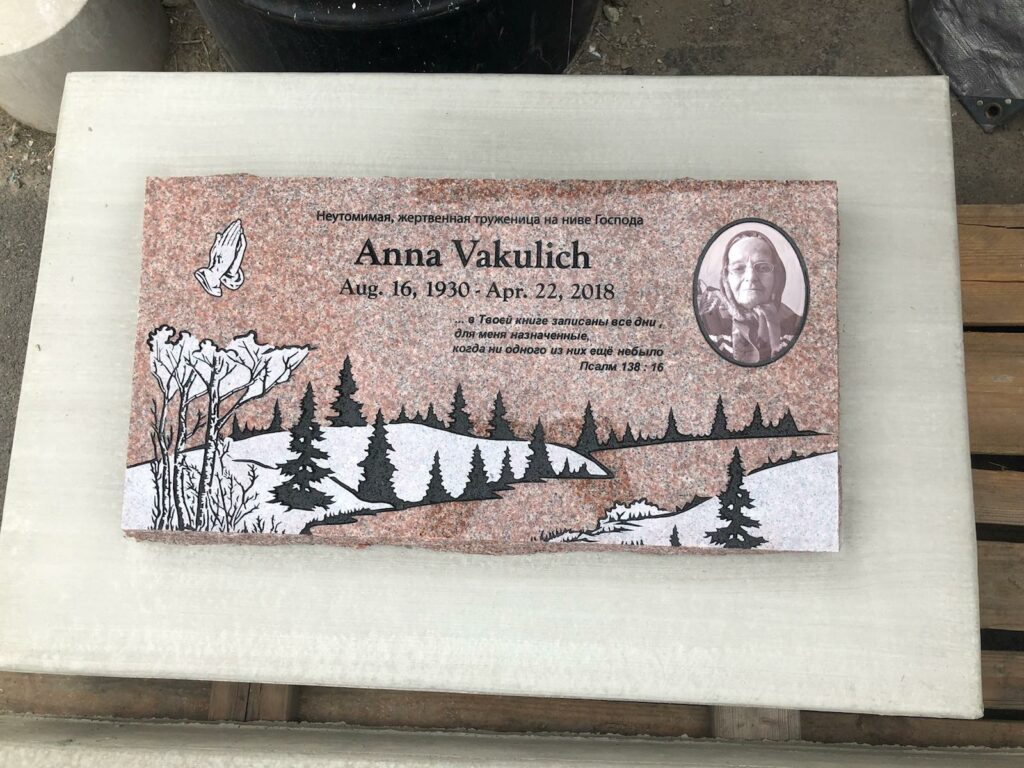 Неутомимая, жертвенная труженица на ниве Господа
Anna Vakulich
Aug. 16, 1930 - Apr. 22, 2018
... в Твоей книге записаны все дни ,
для меня назначенные,
когда ни одного из них ещё небыло
Псалм 138 : 16